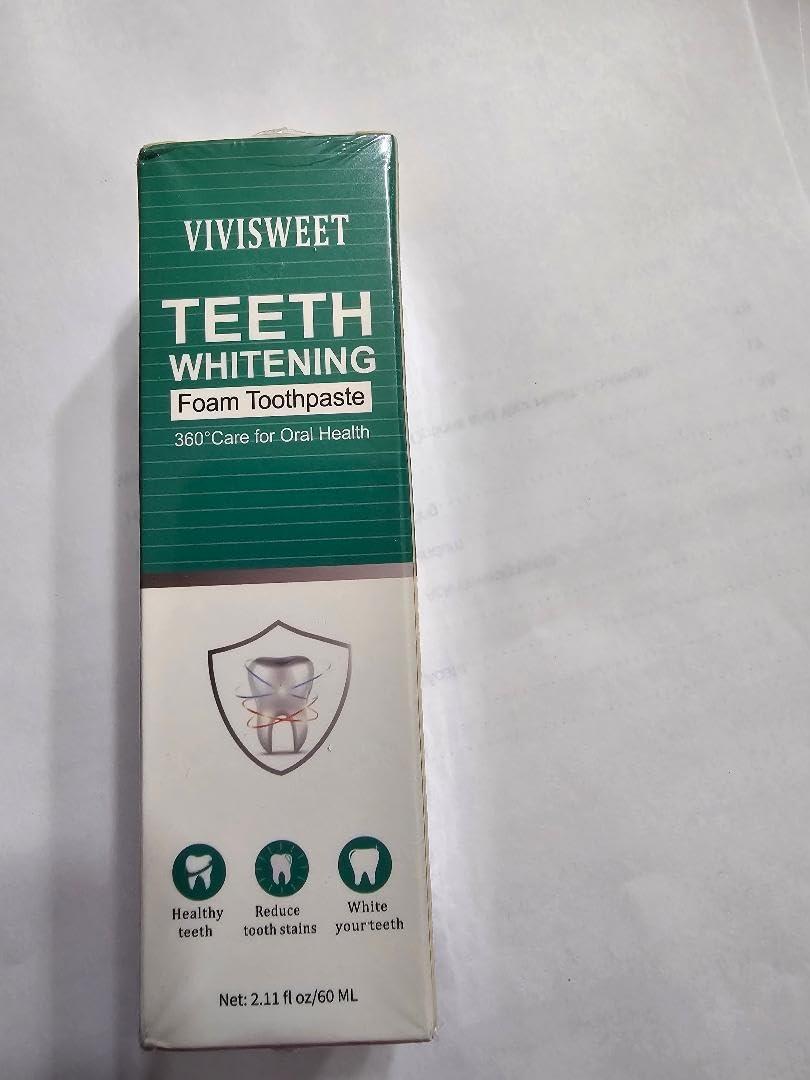 VIVISWEET
TEETH
WHITENING
Foam Toothpaste
360°Care for Oral Health
Healthy
teeth
Reduce
tooth stains
White
your teeth
Net: 2.11 fl oz/60 ML